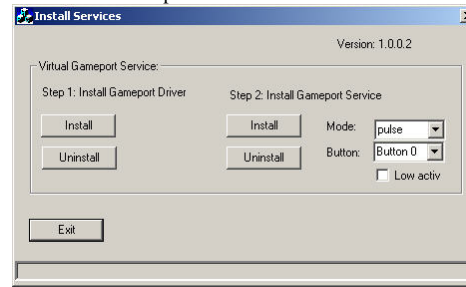 Install Services
Version: 1.0.0.2
Virtual Gameport Service:
Step 1: Install Gameport Driver
Step 2: Install Gameport Service
Install
Install
Mode: pulse
Uninstall
Uninstall
Button: Button 0
Low activ
Exit